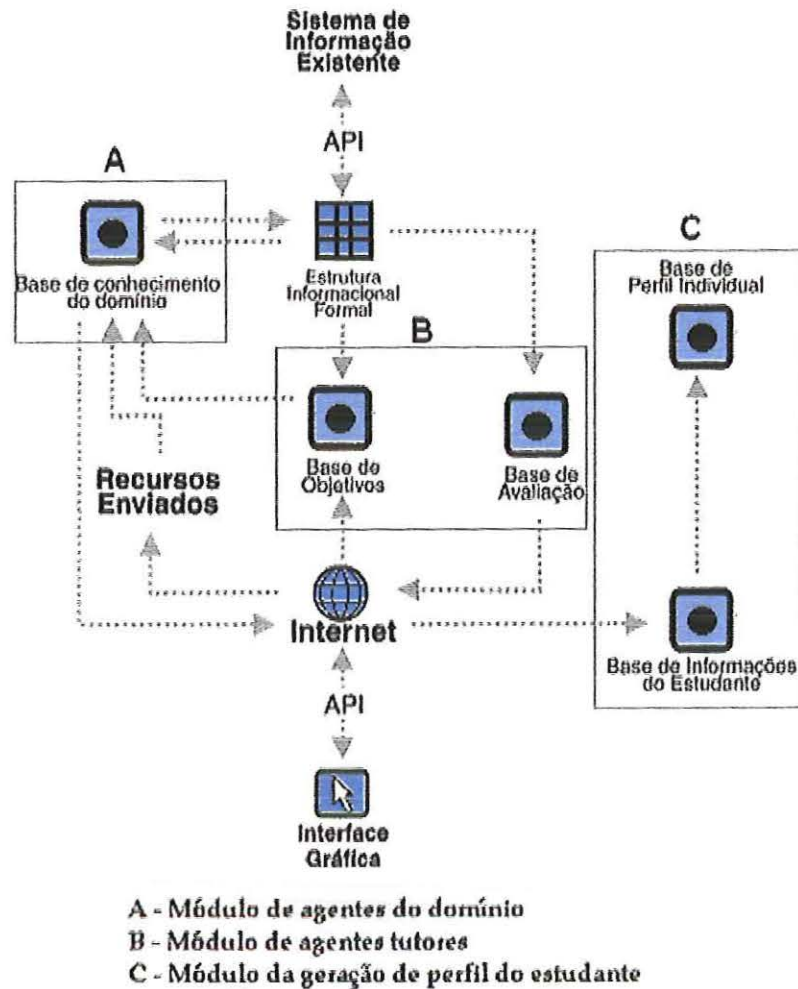 Sistema de
Informação
Existente
API
A
Base de conhecimento
do domínio
Estrutura
Informacional
Formal
C
Base de
Perfil Individual
B
Base de
Objetivos
Base de
Avaliação
Recursos
Enviados
Internet
Base de Informações
do Estudante
API
Interface
Gráfica
A - Módulo de agentes do domínio
B - Módulo de agentes tutores
C - Módulo da geração de perfil do estudante